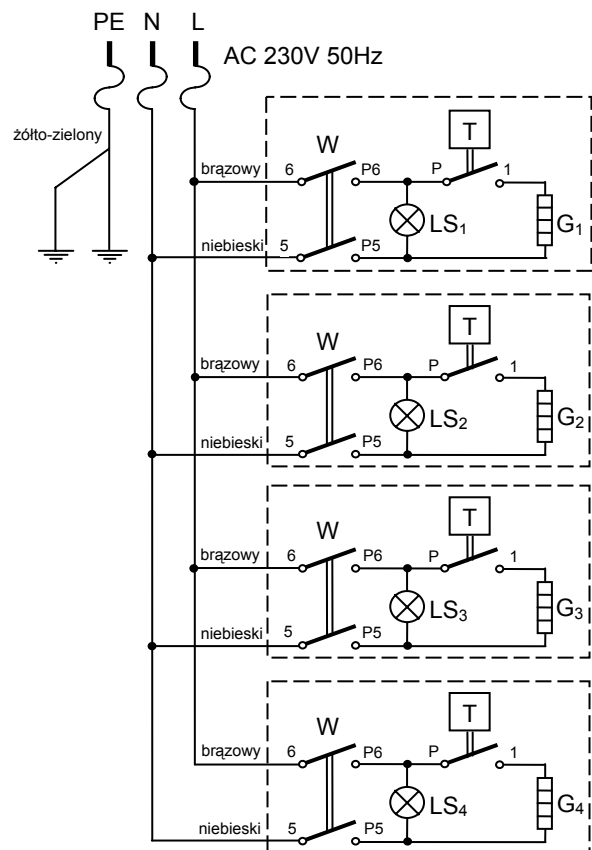 PE N L
AC 230V 50Hz
żółto-zielony
T
W
brązowy 6 P6 P 1
LS1 G1
niebieski 5 P5
T
W
brązowy 6 P6 P 1
LS2 G2
niebieski 5 P5
T
W
brązowy 6 P6 P 1
LS3 G3
niebieski 5 P5
T
W
brązowy 6 P6 P 1
LS4 G4
niebieski 5 P5